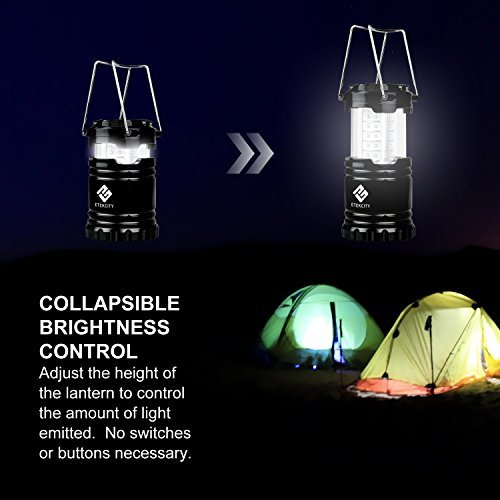 ETEKCITY
ETEKCITY
COLLAPSIBLE
BRIGHTNESS
CONTROL
Adjust the height of
the lantern to control
the amount of light
emitted.  No switches
or buttons necessary.